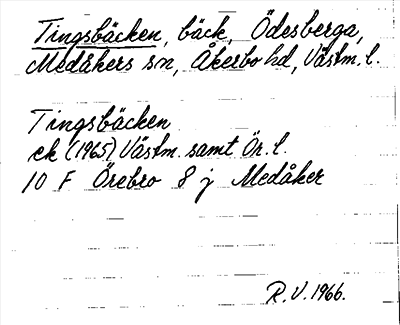 Tingsbäcken, bäck, Ödesberga,
Medåkers sn, Åkerbo hd, Västm. l.
Tingsbäcken
ek (1965) Västm. samt Ör. l.
10 F Örebro 8 j Medåker
R.V. 1966.